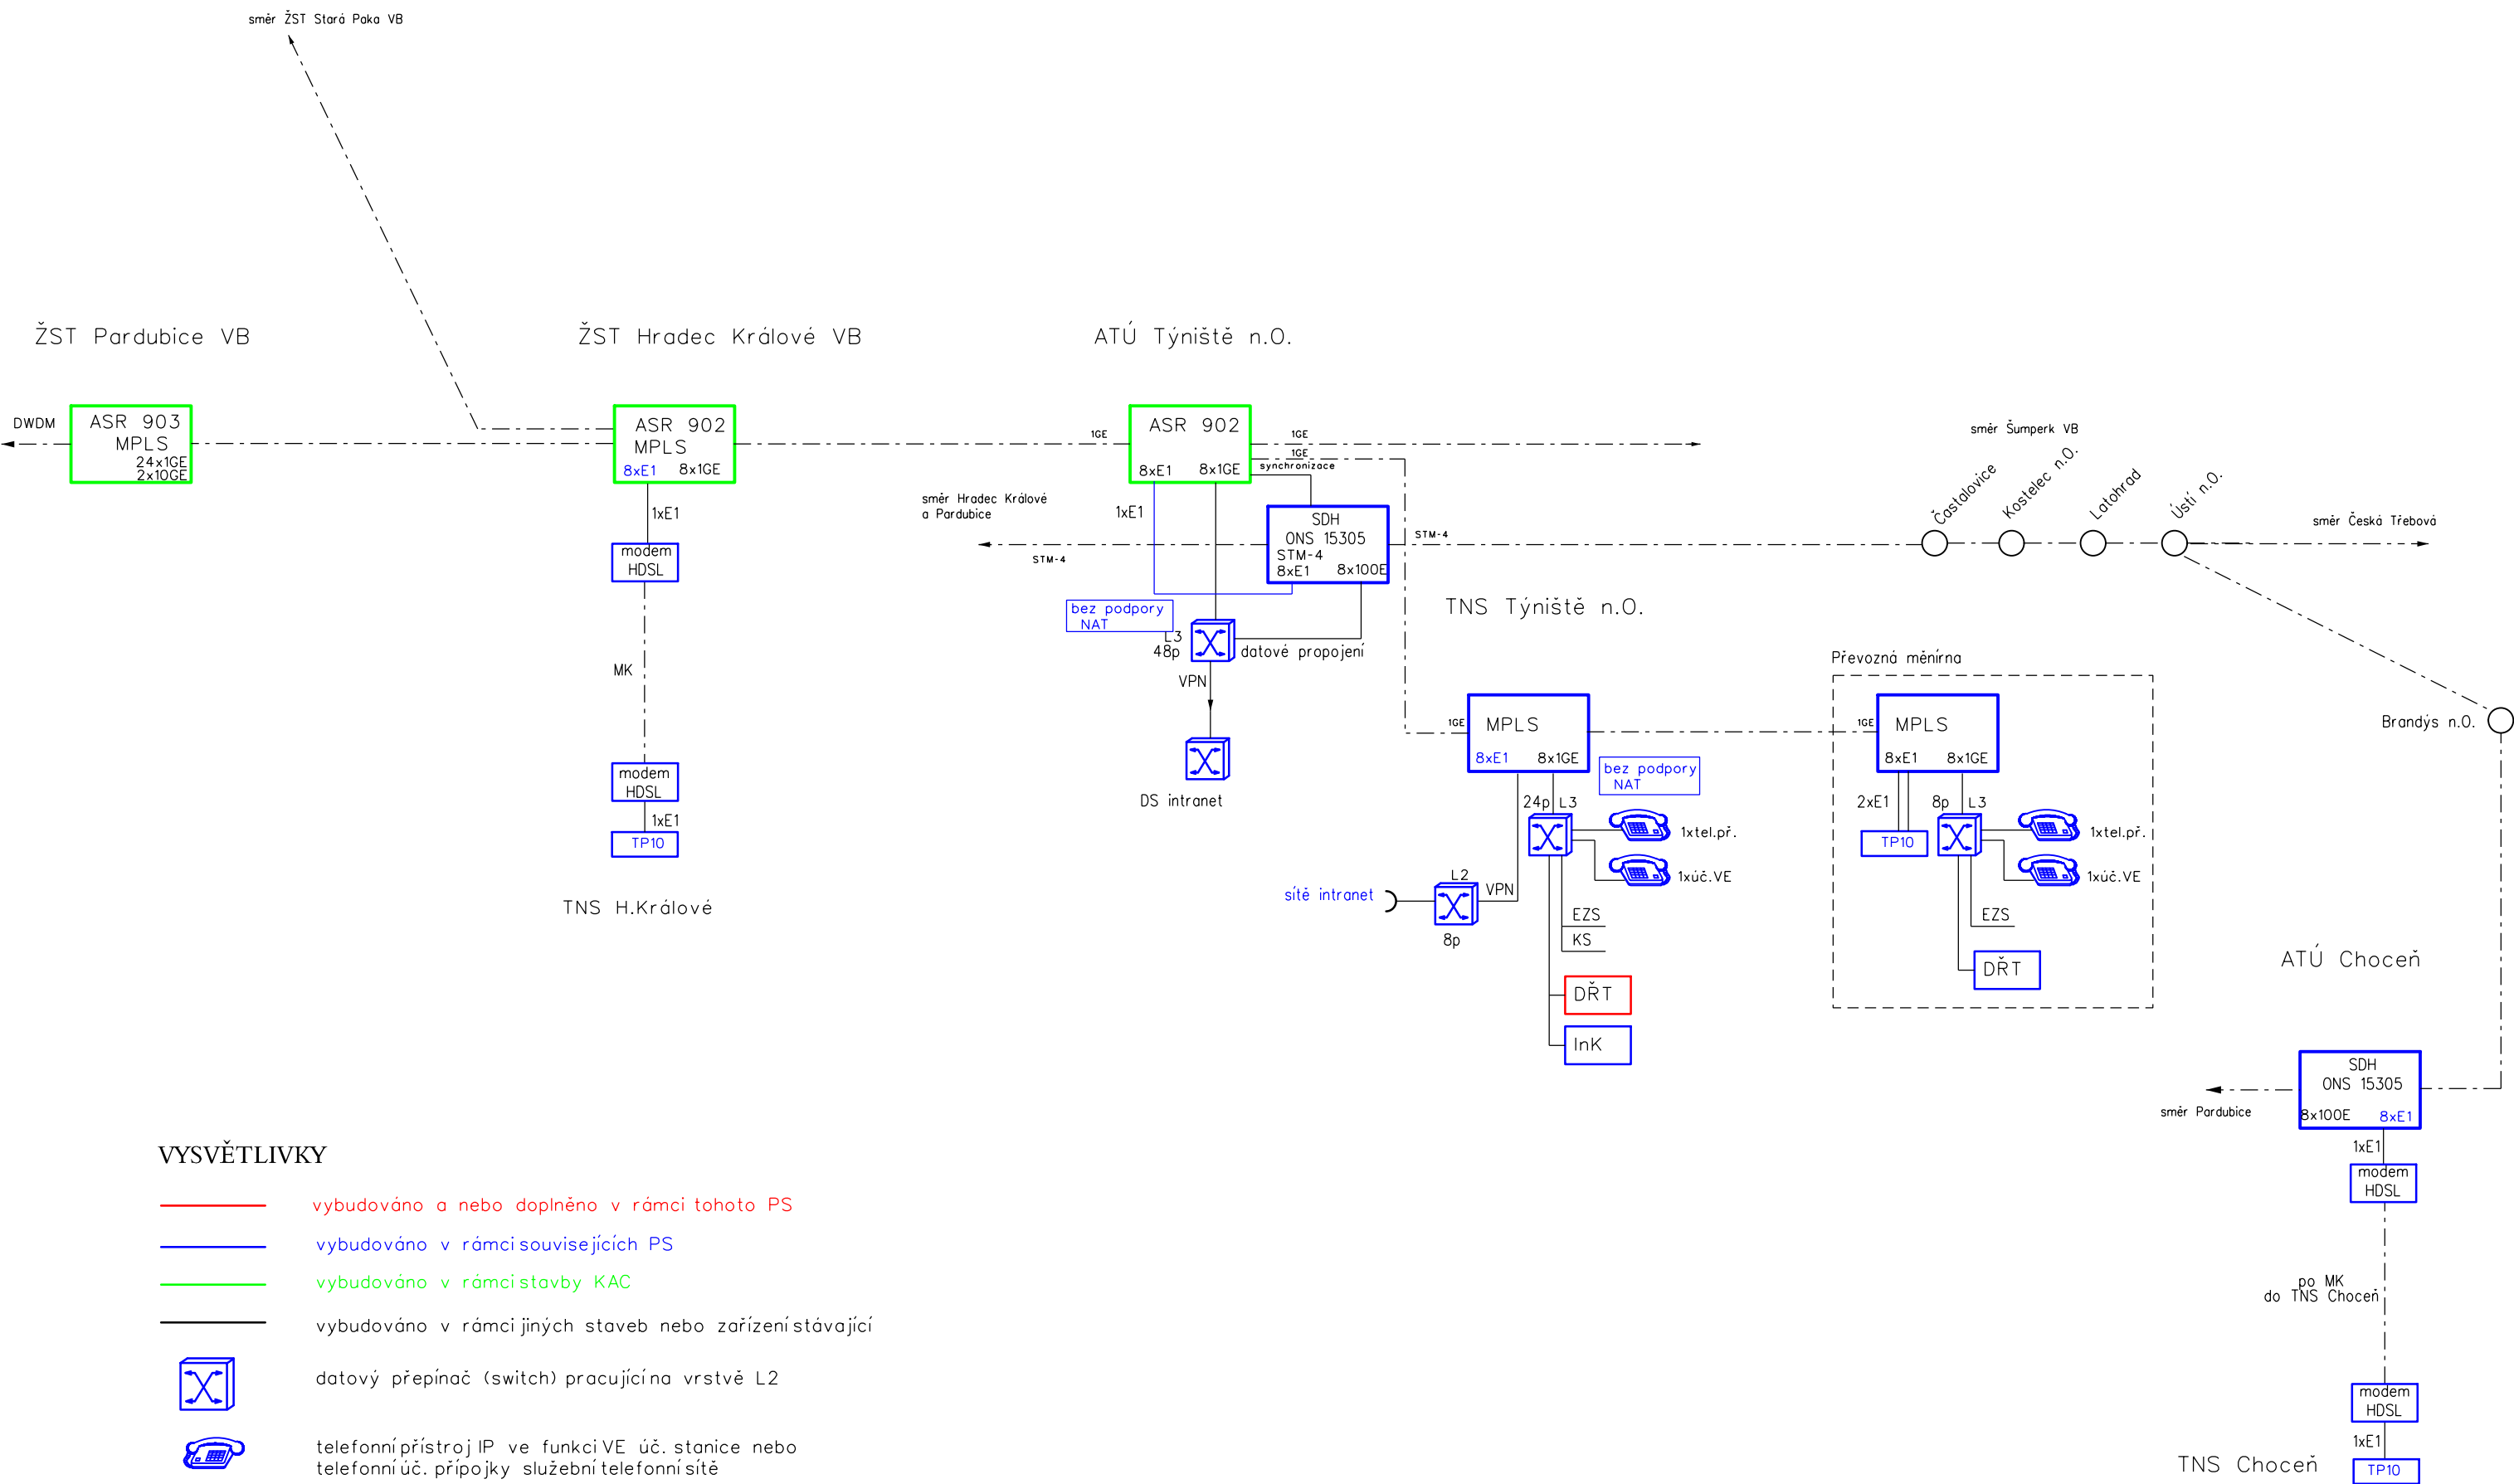 směr ŽST Stará Paka VB
ŽST Pardubice VB
ŽST Hradec Králové VB
ATÚ Týniště n.O.
DWDM
ASR 903
MPLS
24x1GE
2x10GE
ASR 902
MPLS
8xE1
8x1GE
1GE
ASR 902
8xE1
8x1GE
1GE
1GE
synchronizace
směr Šumperk VB
1xE1
modem
HDSL
MK
modem
HDSL
1xE1
TP10
TNS H.Králové
směr Hradec Králové
a Pardubice
STM-4
1xE1
SDH
ONS 15305
STM-4
8xE1
8x100E
STM-4
Častalovice
Kostelec n.O.
Latohrad
Ústí n.O.
směr Česká Třebová
bez podpory
NAT
L3
48p
datové propojení
VPN
DS intranet
TNS Týniště n.O.
1GE
MPLS
8xE1
8x1GE
bez podpory
NAT
24p
L3
1xtel.př.
1xúč.VE
L2
VPN
sítě intranet
8p
EZS
KS
DŘT
InK
Převozná měnírna
1GE
MPLS
8xE1
8x1GE
2xE1
8p
L3
TP10
1xtel.př.
1xúč.VE
EZS
DŘT
Brandýs n.O.
ATÚ Choceň
SDH
ONS 15305
8x100E
8xE1
směr Pardubice
1xE1
modem
HDSL
po MK
do TNS Choceň
modem
HDSL
1xE1
TP10
TNS Choceň
VYSVĚTLIVKY
vybudováno a nebo doplněno v rámci tohoto PS
vybudováno v rámci souvisejících PS
vybudováno v rámci stavby KAC
vybudováno v rámci jiných staveb nebo zařízení stávající
datový přepínač (switch) pracující na vrstvě L2
telefonní přístroj IP ve funkci VE úč. stanice nebo
telefonní úč. přípojky služební telefonní sítě